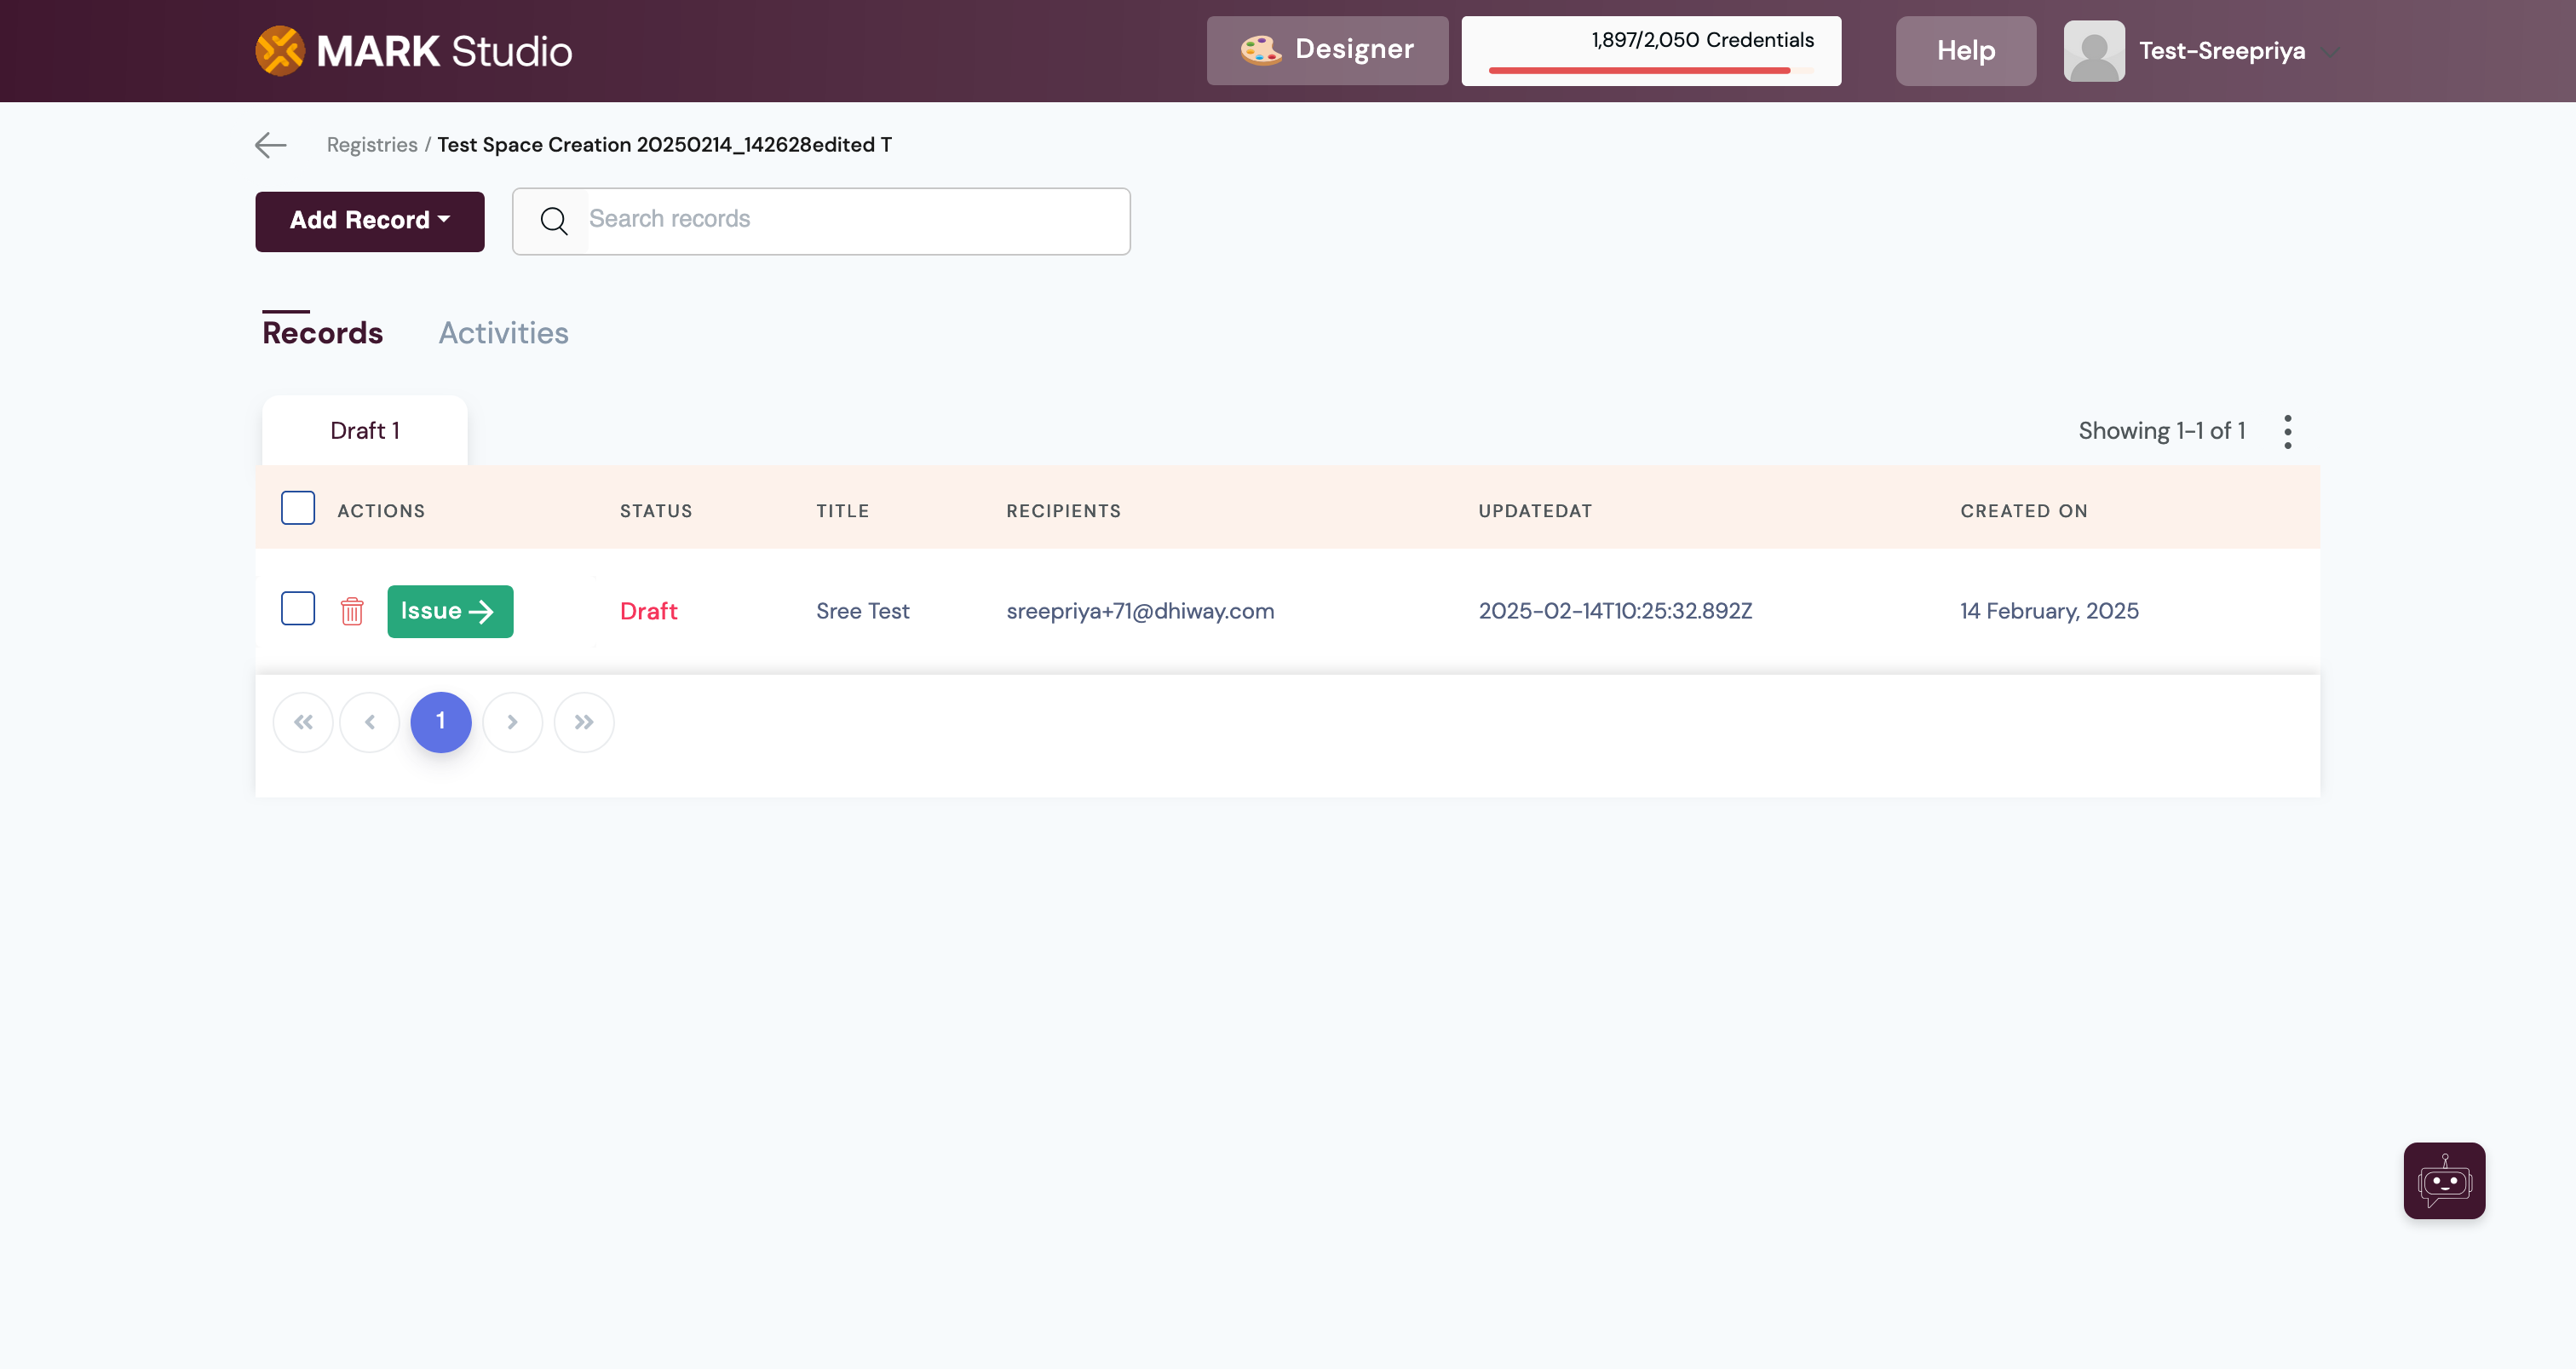 MARK Studio
Designer
1,897/2,050 Credentials
Help
Test-Sreepriya
Registries / Test Space Creation 20250214_142628edited T
Add Record
Search records
Records
Activities
Draft 1
Showing 1-1 of 1
ACTIONS
STATUS
TITLE
RECIPIENTS
UPDATEDAT
CREATED ON
Issue
Draft
Sree Test
sreepriya+71@dhiway.com
2025-02-14T10:25:32.892Z
14 February, 2025
1